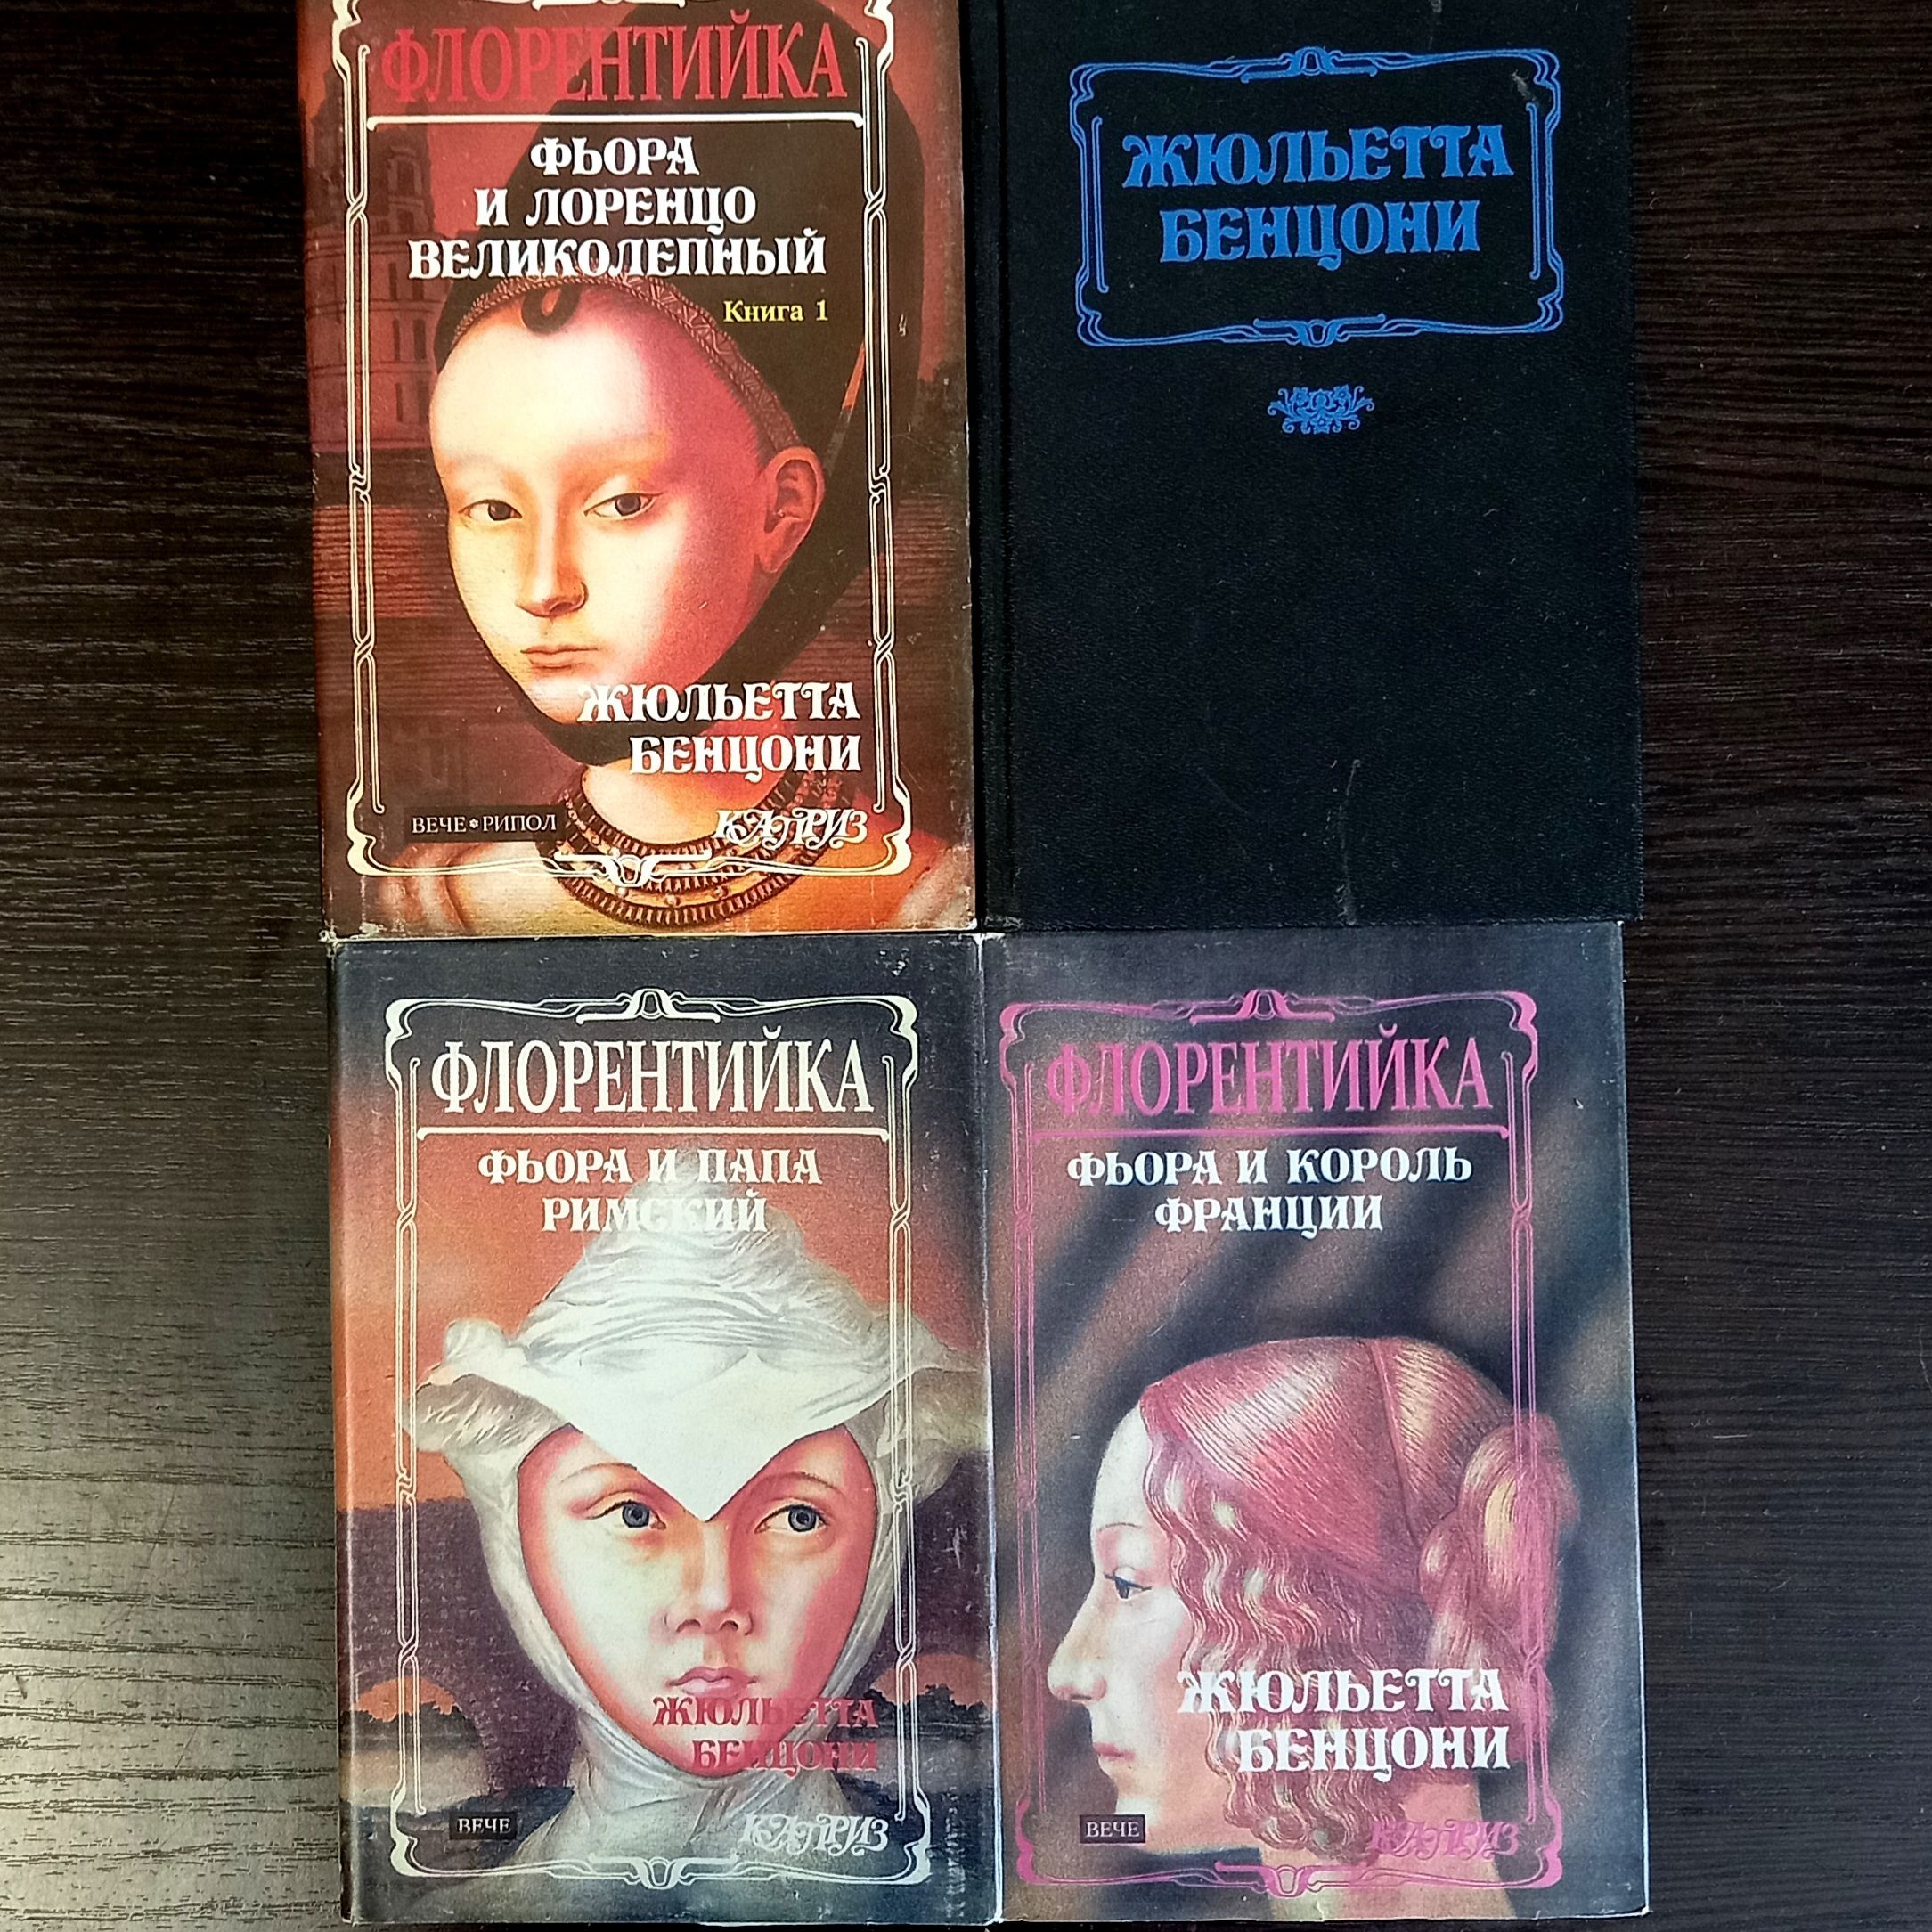 ФЛОРЕНТИЙКА
ФЬОРА
И ЛОРЕНЦО
ВЕЛИКОЛЕПНЫЙ
Книга 1
ЖЮЛЬЕТТА
БЕНЦОНИ
ВЕЧЕ*РИПОЛ
КАПРИЗ
ЖЮЛЬЕТТА
БЕНЦОНИ
ФЛОРЕНТИЙКА
ФЬОРА И ПАПА
РИМСКИЙ
ЖЮЛЬЕТТА
БЕНЦОНИ
ВЕЧЕ
КАПРИЗ
ФЛОРЕНТИЙКА
ФЬОРА И КОРОЛЬ
ФРАНЦИИ
ЖЮЛЬЕТТА
БЕНЦОНИ
ВЕЧЕ
КАПРИЗ